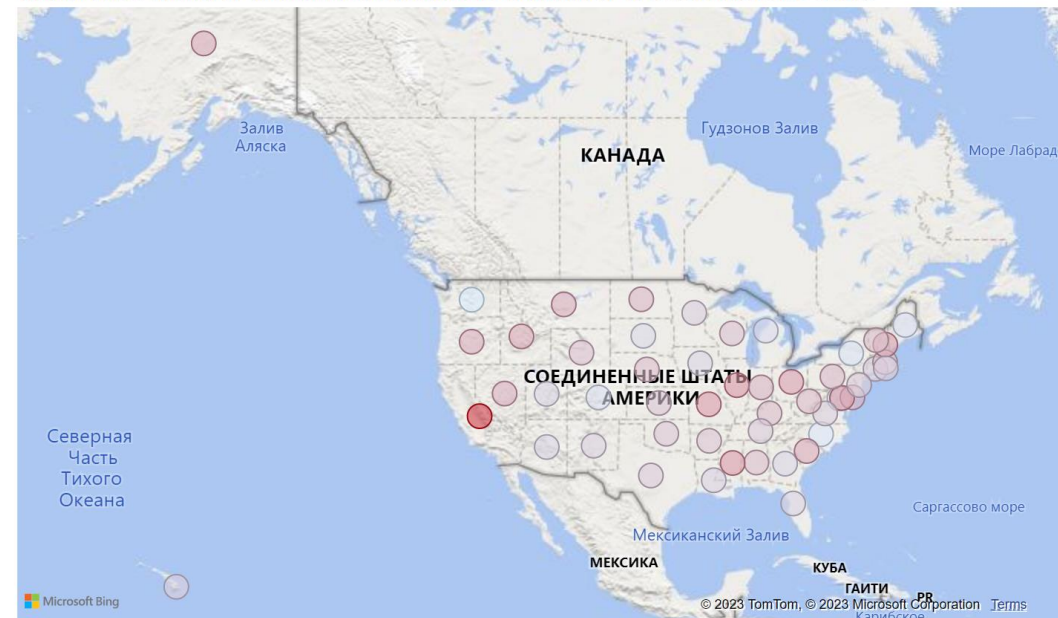 Залив
Аляска
Гудзонов Залив
КАНАДА
Море Лабрад
СОЕДИНЕННЫЕ ШТАТЫ
АМЕРИКИ
Северная
Часть
Тихого
Океана
Саргассово море
Мексиканский Залив
МЕКСИКА
КУБА
ГАИТИ
PR
Microsoft Bing
© 2023 TomTom, © 2023 Microsoft Corporation Terms
Карибское